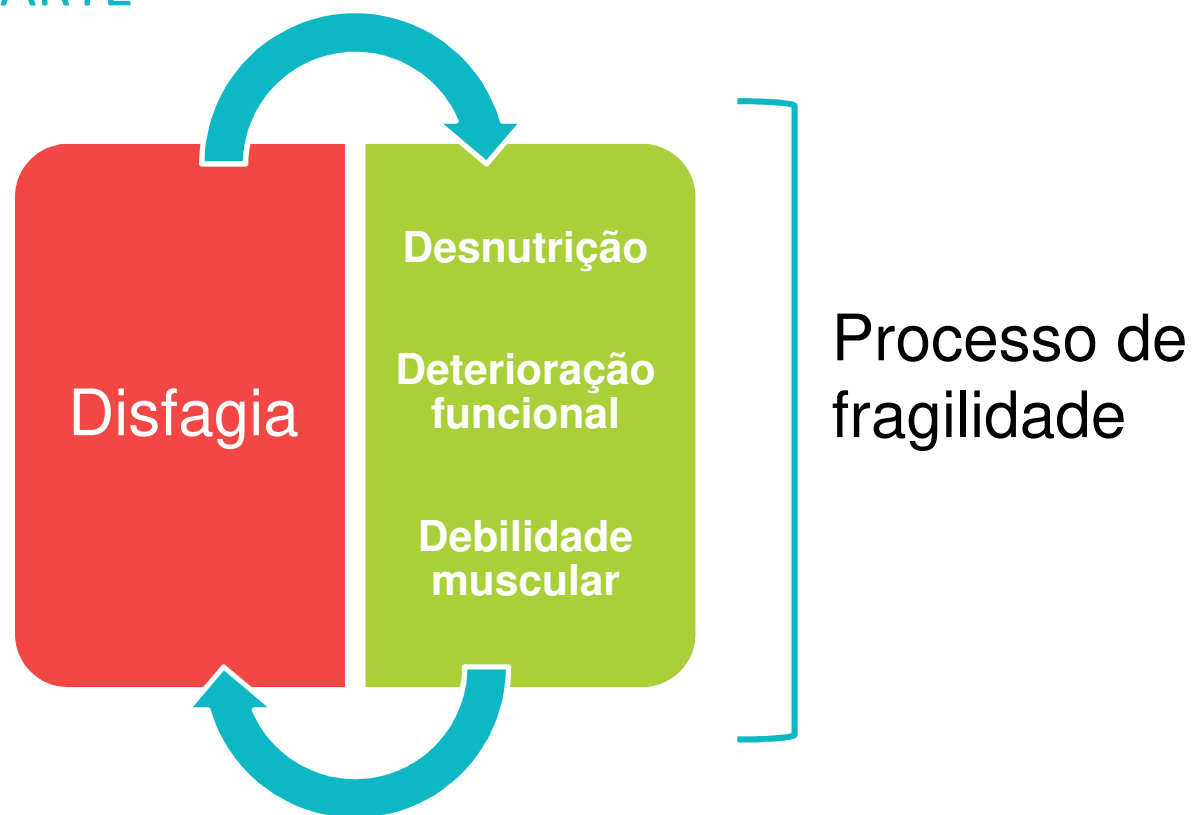 Disfagia
Desnutrição
Deterioração
funcional
Debilidade
muscular
Processo de
fragilidade